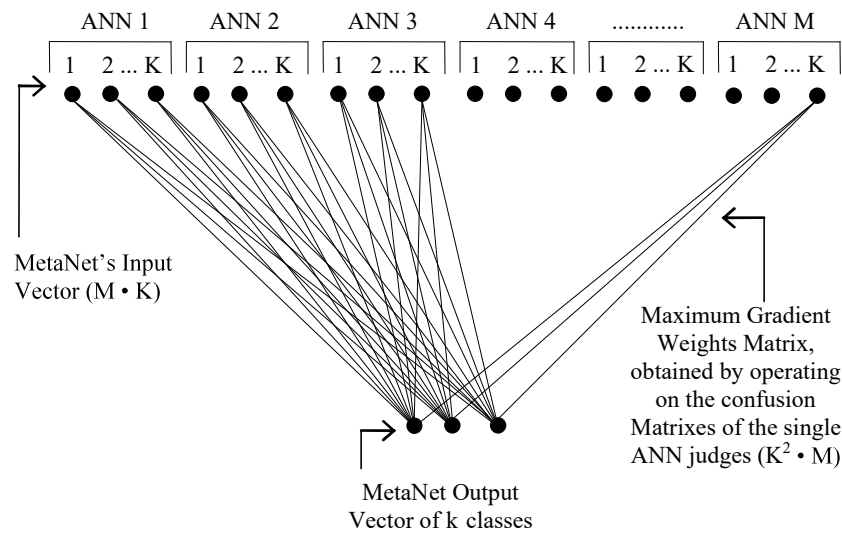 ANN 1 ANN 2 ANN 3 ANN 4 ............ ANN M
1 2 ... K 1 2 ... K 1 2 ... K 1 2 ... K 1 2 ... K 1 2 ... K
MetaNet’s Input
Vector (M • K)
Maximum Gradient
Weights Matrix,
obtained by operating
on the confusion
Matrixes of the single
ANN judges (K² • M)
MetaNet Output
Vector of k classes